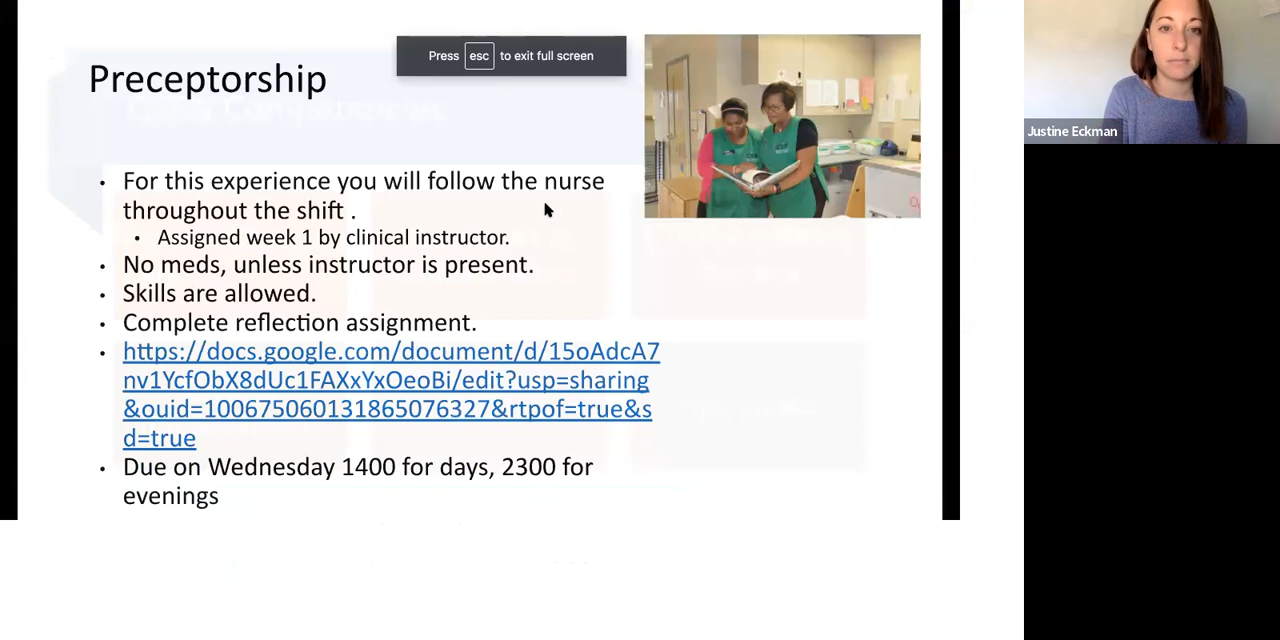 Preceptorship
Press esc to exit full screen
For this experience you will follow the nurse
throughout the shift .
Assigned week 1 by clinical instructor.
No meds, unless instructor is present.
Skills are allowed.
Complete reflection assignment.
https://docs.google.com/document/d/15oAdcA7
nv1YcfObX8dUc1FAXxYxOeoBi/edit?usp=sharing
&ouid=100675060131865076327&rtpof=true&s
d=true
Due on Wednesday 1400 for days, 2300 for
evenings
Justine Eckman